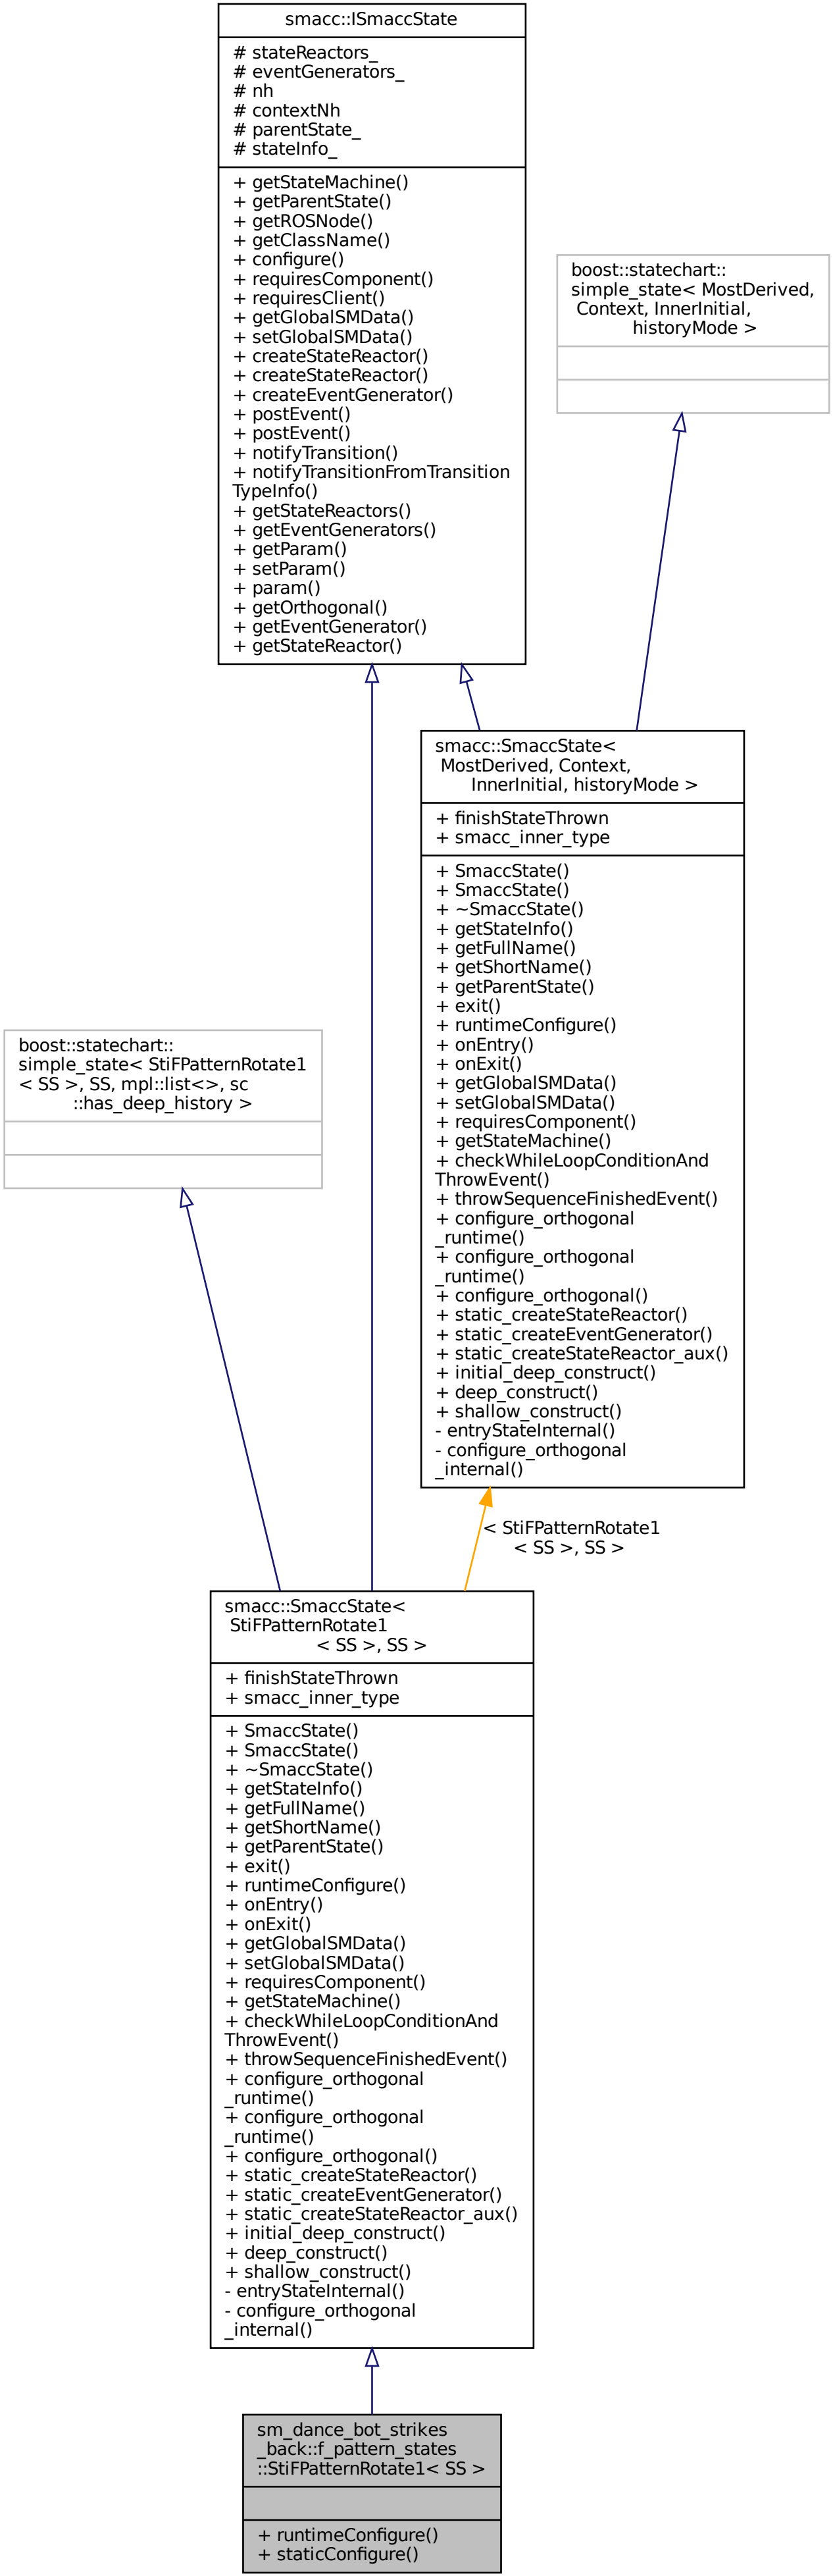 smacc::ISmaccState
# stateReactors_
# eventGenerators_
# nh
# contextNh
# parentState_
# stateInfo_
+ getStateMachine()
+ getParentState()
+ getROSNode()
+ getClassName()
+ configure()
+ requiresComponent()
+ requiresClient()
+ getGlobalSMData()
+ setGlobalSMData()
+ createStateReactor()
+ createStateReactor()
+ createEventGenerator()
+ postEvent()
+ postEvent()
+ notifyTransition()
+ notifyTransitionFromTransition
TypeInfo()
+ getStateReactors()
+ getEventGenerators()
+ getParam()
+ setParam()
+ param()
+ getOrthogonal()
+ getEventGenerator()
+ getStateReactor()
boost::statechart::
simple_state< MostDerived,
Context, InnerInitial,
historyMode >
smacc::SmaccState<
MostDerived, Context,
InnerInitial, historyMode >
+ finishStateThrown
+ smacc_inner_type
+ SmaccState()
+ SmaccState()
+ ~SmaccState()
+ getStateInfo()
+ getFullName()
+ getShortName()
+ getParentState()
+ exit()
+ runtimeConfigure()
+ onEntry()
+ onExit()
+ getGlobalSMData()
+ setGlobalSMData()
+ requiresComponent()
+ getStateMachine()
+ checkWhileLoopConditionAnd
ThrowEvent()
+ throwSequenceFinishedEvent()
+ configure_orthogonal
_runtime()
+ configure_orthogonal
_runtime()
+ configure_orthogonal()
+ static_createStateReactor()
+ static_createEventGenerator()
+ static_createStateReactor_aux()
+ initial_deep_construct()
+ deep_construct()
+ shallow_construct()
- entryStateInternal()
- configure_orthogonal
_internal()
boost::statechart::
simple_state< StiFPatternRotate1
< SS >, SS, mpl::list<>, sc
::has_deep_history >
< StiFPatternRotate1
< SS >, SS >
smacc::SmaccState<
StiFPatternRotate1
< SS >, SS >
+ finishStateThrown
+ smacc_inner_type
+ SmaccState()
+ SmaccState()
+ ~SmaccState()
+ getStateInfo()
+ getFullName()
+ getShortName()
+ getParentState()
+ exit()
+ runtimeConfigure()
+ onEntry()
+ onExit()
+ getGlobalSMData()
+ setGlobalSMData()
+ requiresComponent()
+ getStateMachine()
+ checkWhileLoopConditionAnd
ThrowEvent()
+ throwSequenceFinishedEvent()
+ configure_orthogonal
_runtime()
+ configure_orthogonal
_runtime()
+ configure_orthogonal()
+ static_createStateReactor()
+ static_createEventGenerator()
+ static_createStateReactor_aux()
+ initial_deep_construct()
+ deep_construct()
+ shallow_construct()
- entryStateInternal()
- configure_orthogonal
_internal()
sm_dance_bot_strikes
_back::f_pattern_states
::StiFPatternRotate1< SS >
+ runtimeConfigure()
+ staticConfigure()